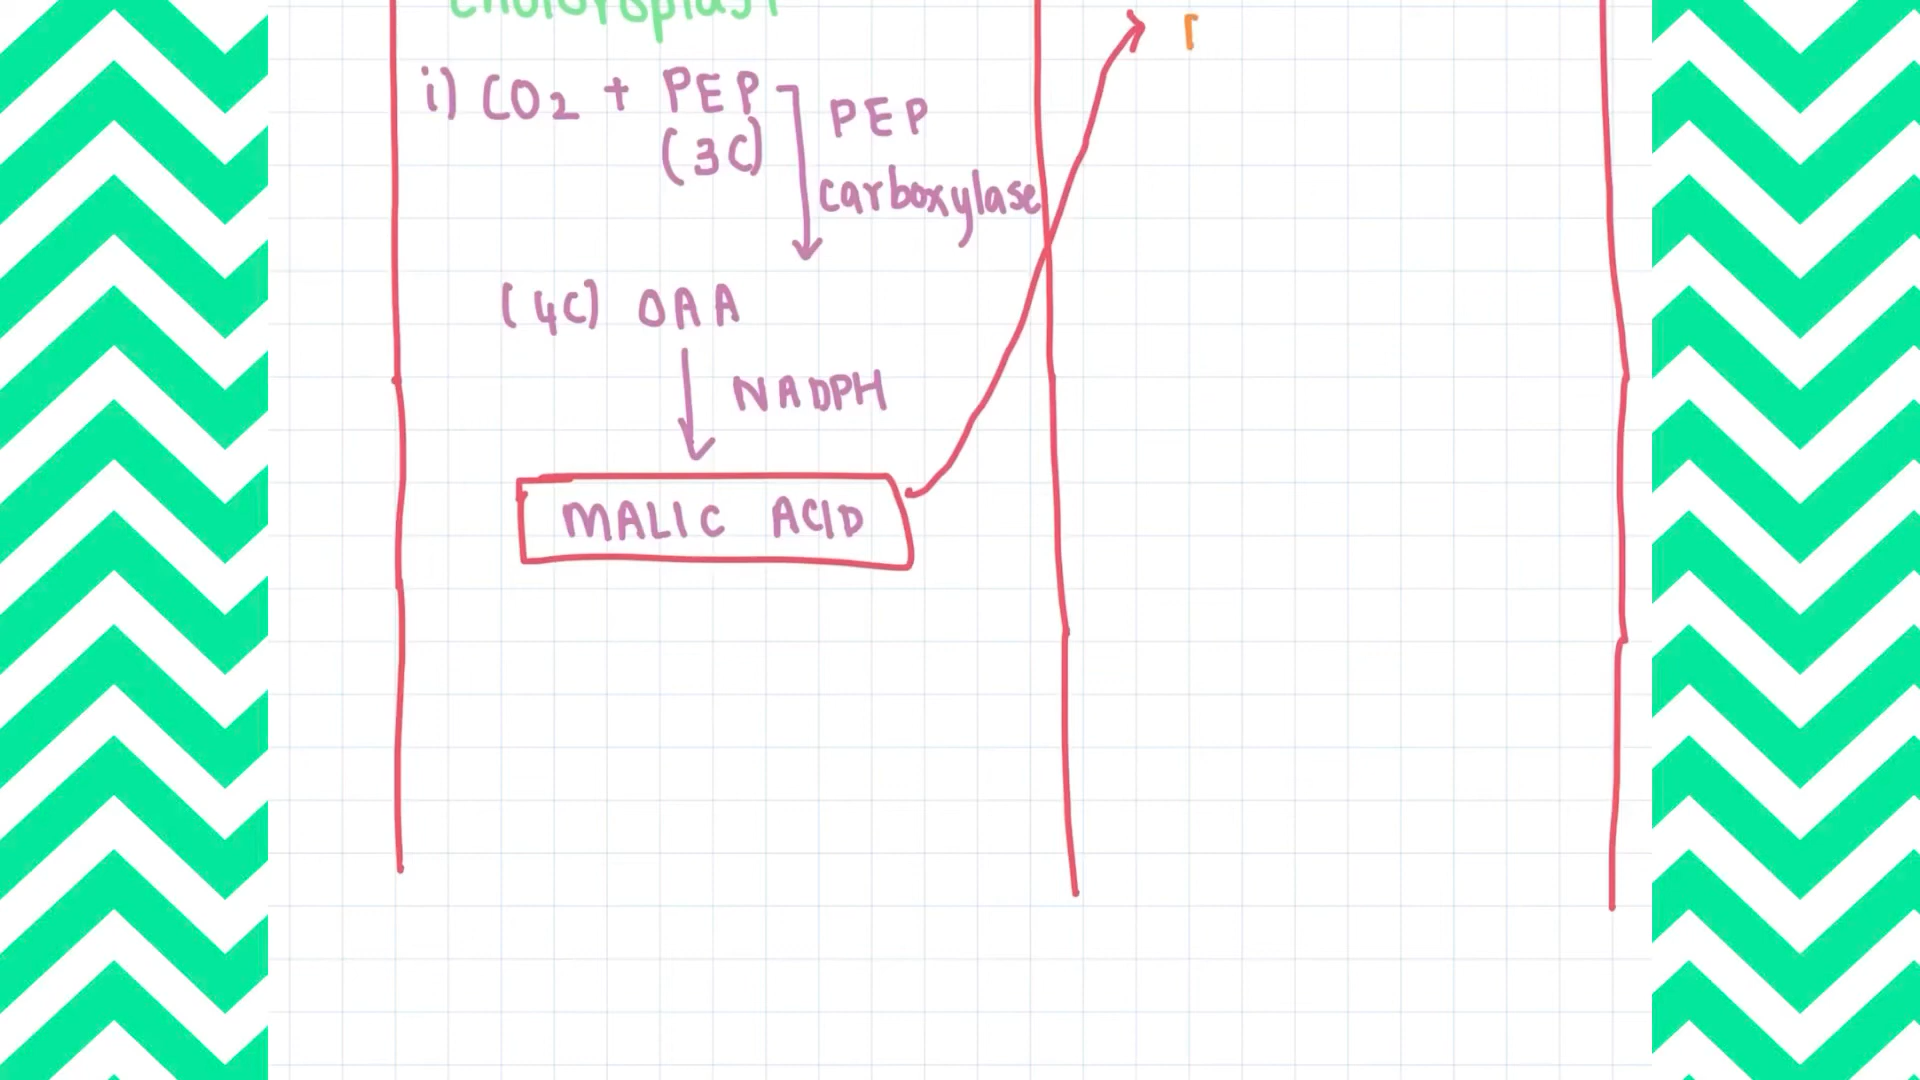 i) CO2 + PEP
(3C)
PEP
carboxylase
(4C) OAA
NADPH
MALIC ACID